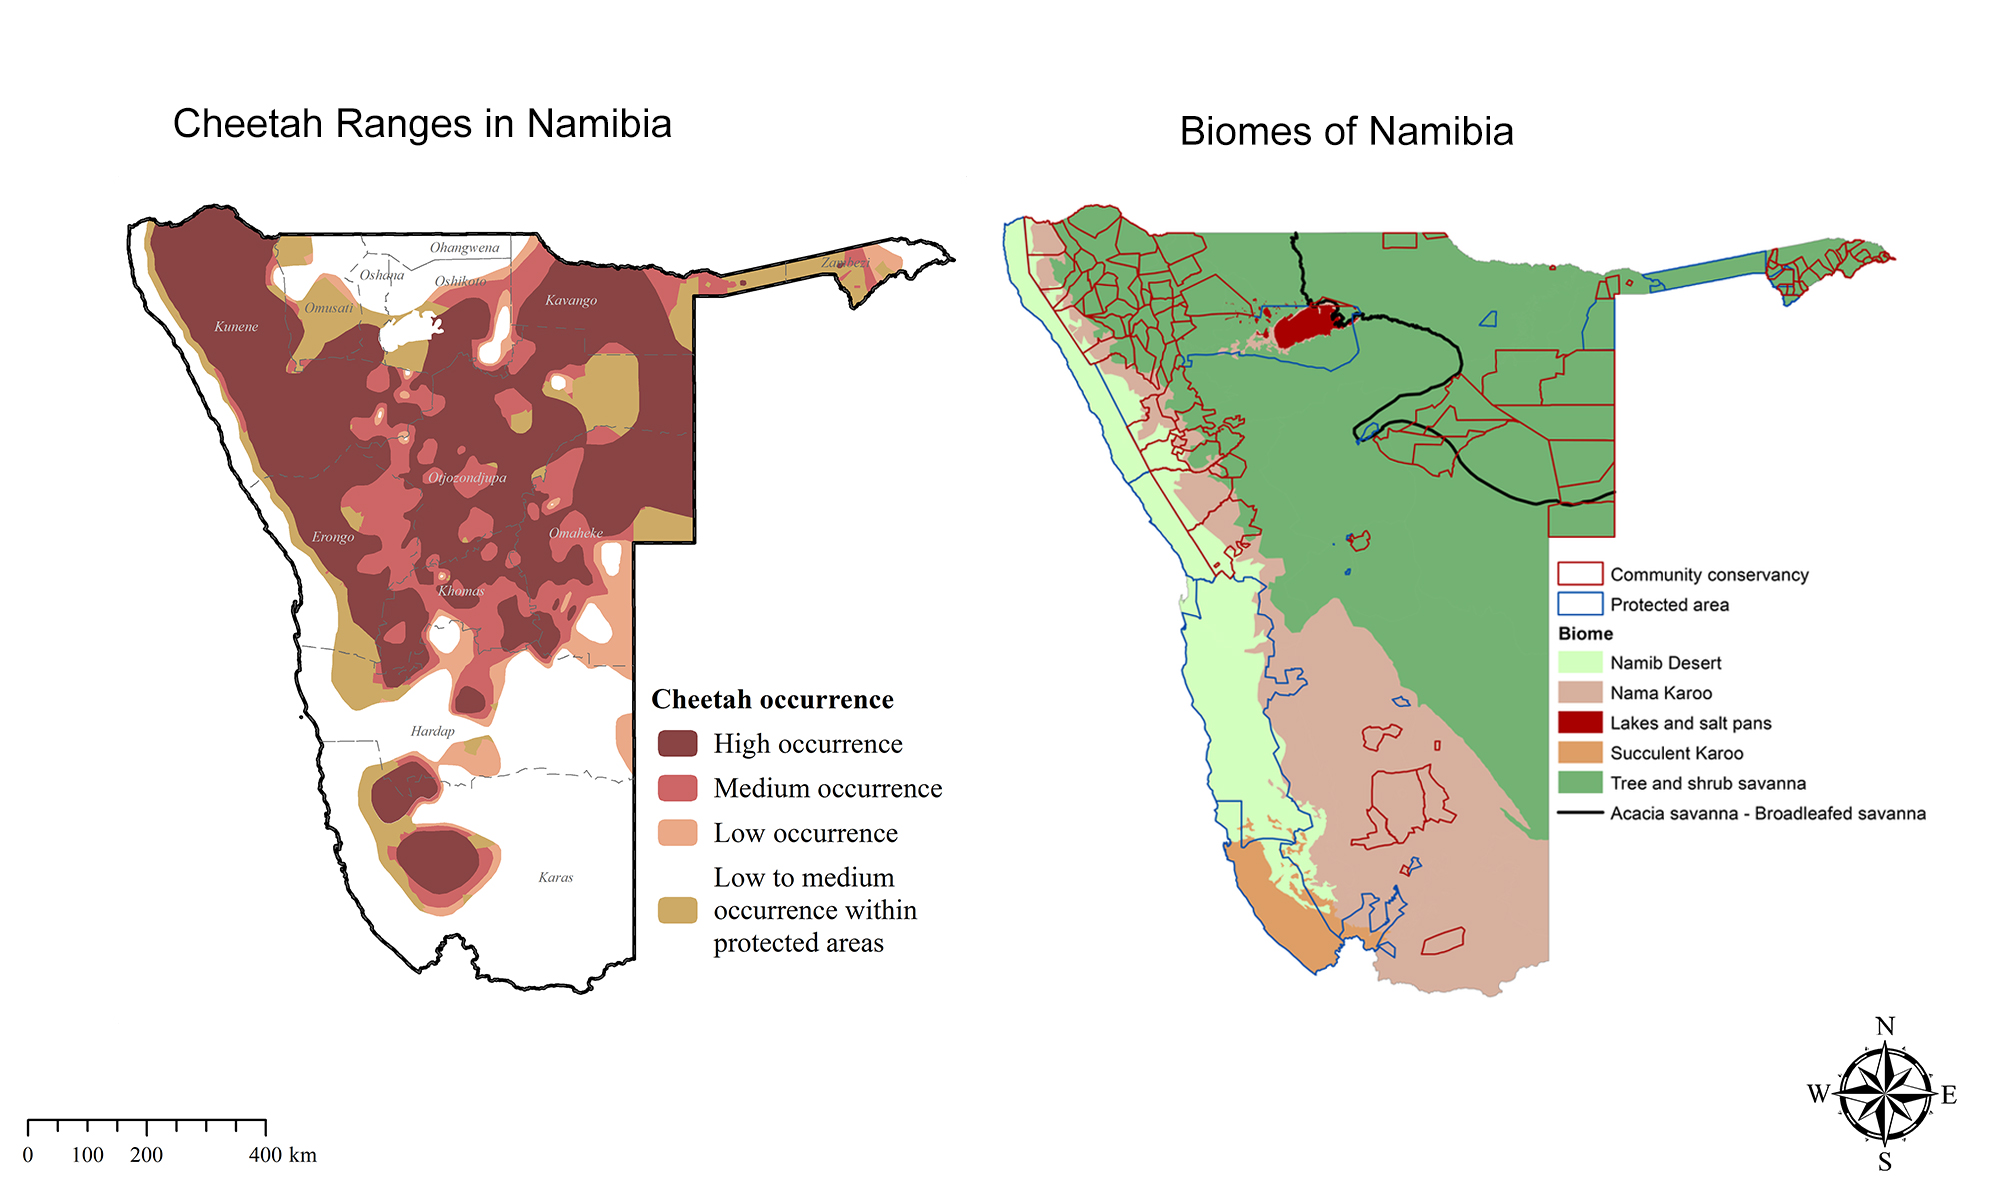 Cheetah Ranges in Namibia
Biomes of Namibia
Ohangwena
Oshana
Oshikoto
Zambezi
Omusati
Kavango
Kunene
Otjozondjupa
Erongo
Omaheke
Khomas
Hardap
Karas
Cheetah occurrence
High occurrence
Medium occurrence
Low occurrence
Low to medium
occurrence within
protected areas
Community conservancy
Protected area
Biome
Namib Desert
Nama Karoo
Lakes and salt pans
Succulent Karoo
Tree and shrub savanna
Acacia savanna - Broadleafed savanna
N
W
E
S
0 100 200 400 km